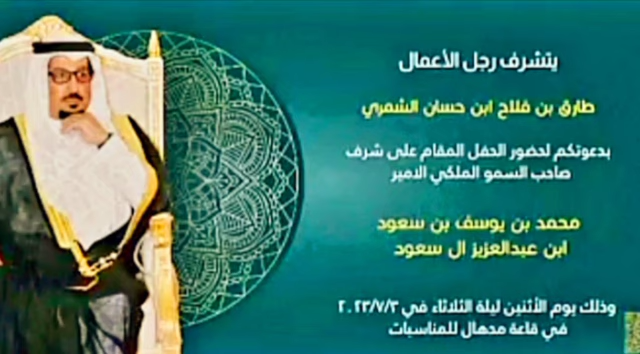 يتشرف رجل الأعمال
طارق بن فلاح ابن حسان الشمري
بدعوتكم لحضور الحفل المقام على شرف
صاحب السمو الملكي الامير
محمد بن يوسف بن سعود
ابن عبدالعزيز ال سعود
وذلك يوم الأثنين ليلة الثلاثاء في ٢٠٢٣/٧/٣
في قاعة مدهال للمناسبات